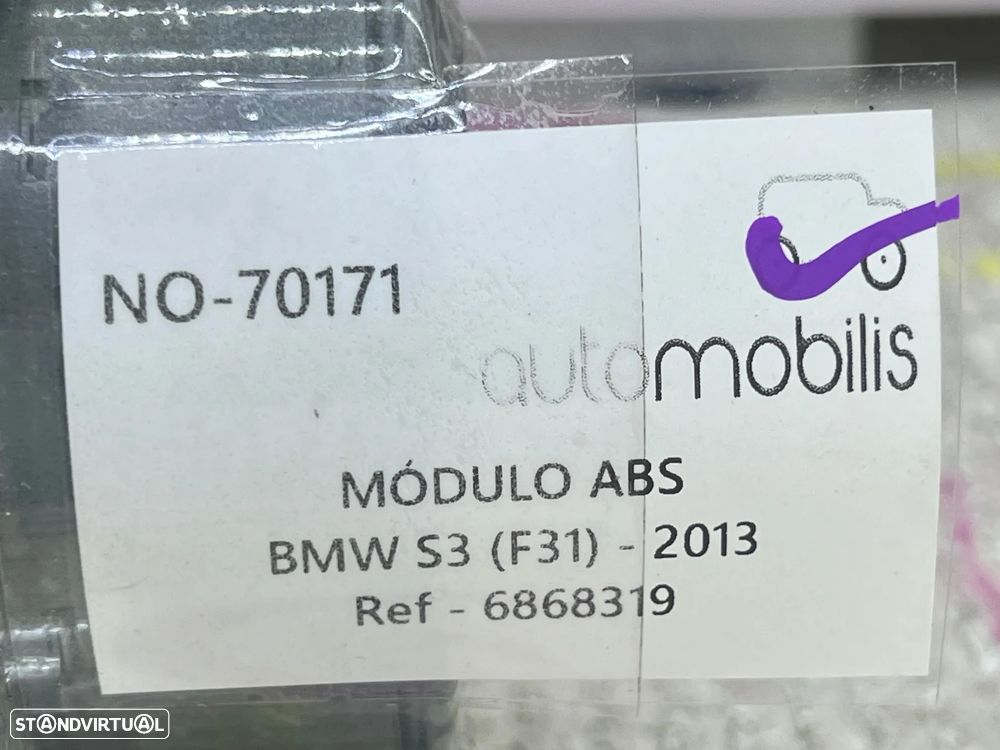 NO-70171
automobilis
MÓDULO ABS
BMW S3 (F31) - 2013
Ref - 6868319
STANDVIRTUAL